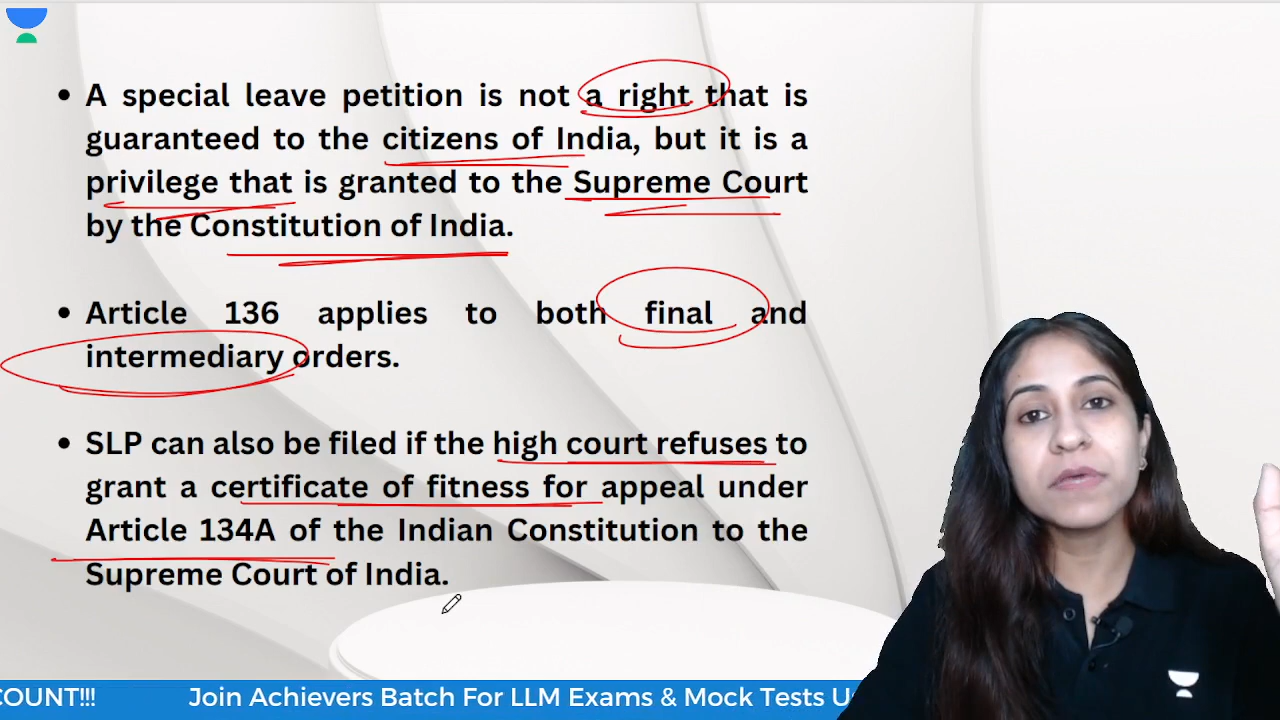 • A special leave petition is not a right that is
guaranteed to the citizens of India, but it is a
privilege that is granted to the Supreme Court
by the Constitution of India.
• Article 136 applies to both final and
intermediary orders.
• SLP can also be filed if the high court refuses to
grant a certificate of fitness for appeal under
Article 134A of the Indian Constitution to the
Supreme Court of India.
COUNT!!! Join Achievers Batch For LLM Exams & Mock Tests